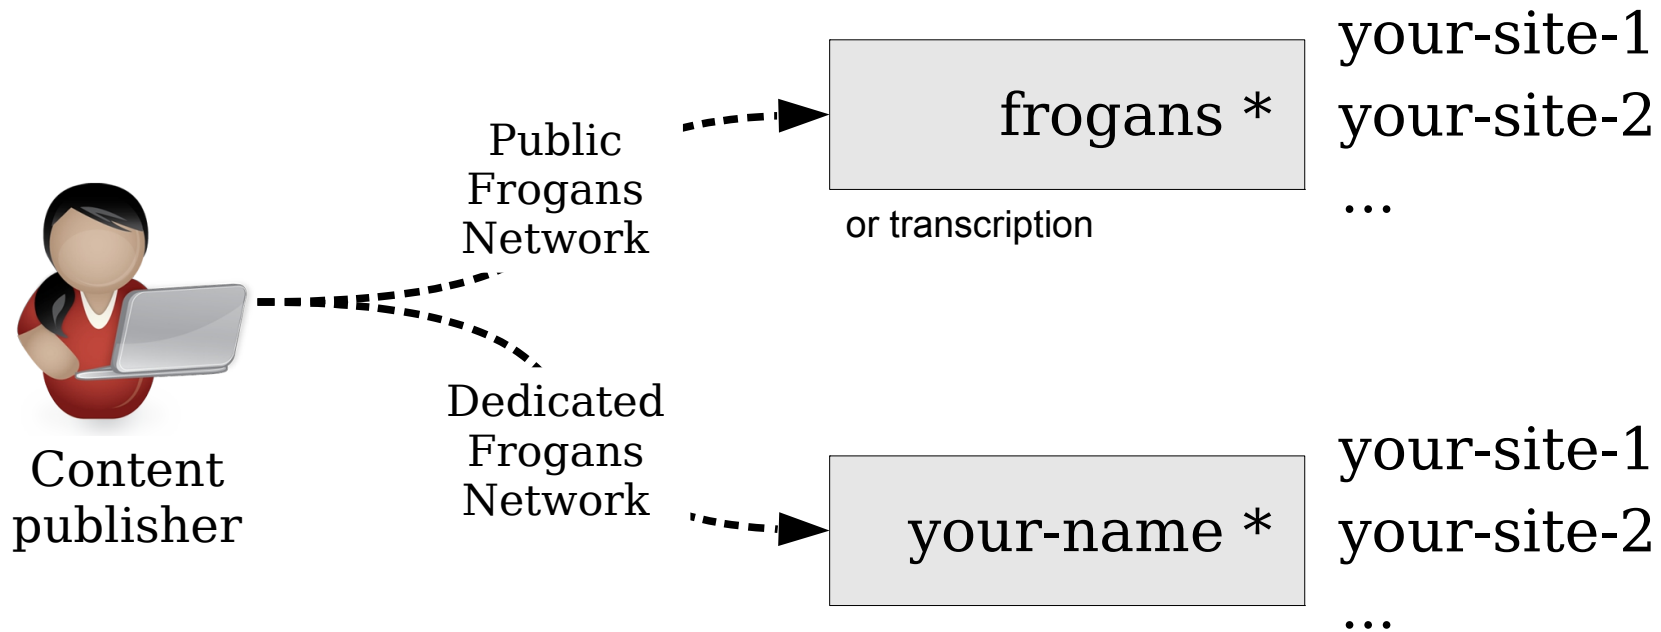 Content
publisher
Public
Frogans
Network
frogans *
or transcription
your-site-1
your-site-2
...
Dedicated
Frogans
Network
your-name *
your-site-1
your-site-2
...